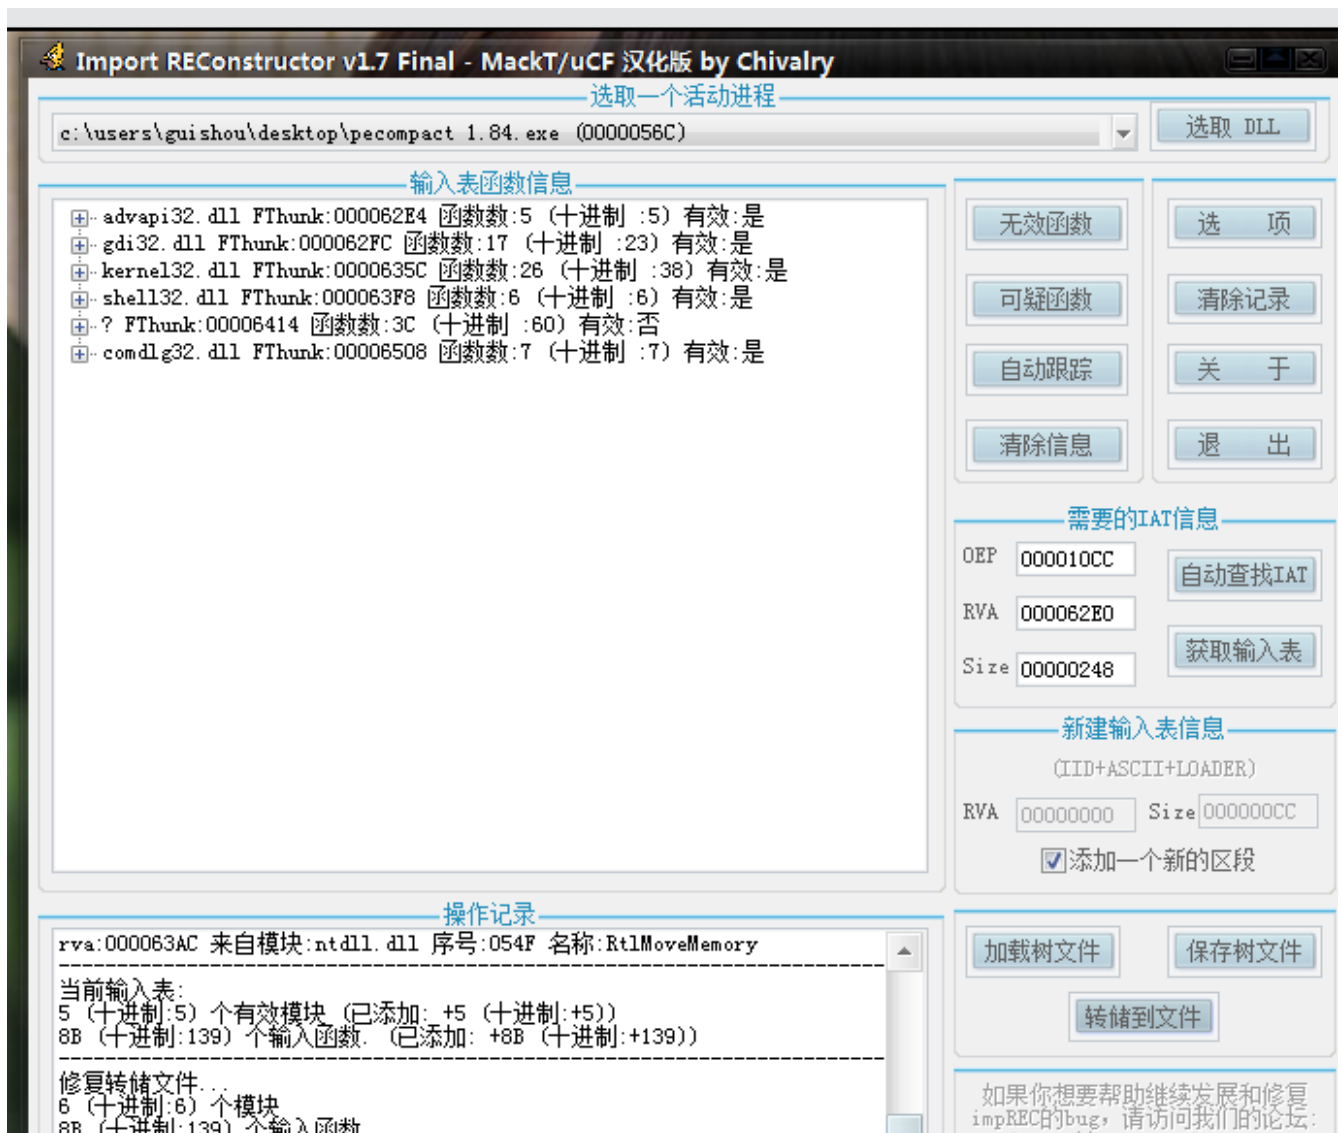 Import REConstructor v1.7 Final - MackT/uCF 汉化版 by Chivalry
选取一个活动进程
c:\users\guishou\desktop\pecompact 1.84.exe (0000056C)
选取 DLL
输入表函数信息
advapi32.dll FThunk:000062E4 函数数:5 (十进制 :5) 有效:是
gdi32.dll FThunk:000062FC 函数数:17 (十进制 :23) 有效:是
kernel32.dll FThunk:0000635C 函数数:26 (十进制 :38) 有效:是
shell32.dll FThunk:000063F8 函数数:6 (十进制 :6) 有效:是
? FThunk:00006414 函数数:3C (十进制 :60) 有效:否
comdlg32.dll FThunk:00006508 函数数:7 (十进制 :7) 有效:是
无效函数
选 项
可疑函数
清除记录
自动跟踪
关 于
清除信息
退 出
需要的IAT信息
OEP 000010CC
自动查找IAT
RVA 000062E0
获取输入表
Size 00000248
新建输入表信息
(IID+ASCII+LOADER)
RVA 00000000 Size 000000CC
添加一个新的区段
操作记录
rva:000063AC 来自模块:ntdll.dll 序号:054F 名称:RtlMoveMemory
当前输入表:
5 (十进制:5) 个有效模块 (已添加: +5 (十进制:+5))
8B (十进制:139) 个输入函数. (已添加: +8B (十进制:+139))
修复转储文件...
6 (十进制:6) 个模块
8B (十进制:139) 个输入函数
加载树文件
保存树文件
转储到文件
如果你想要帮助继续发展和修复
impREC的bug, 请访问我们的论坛: